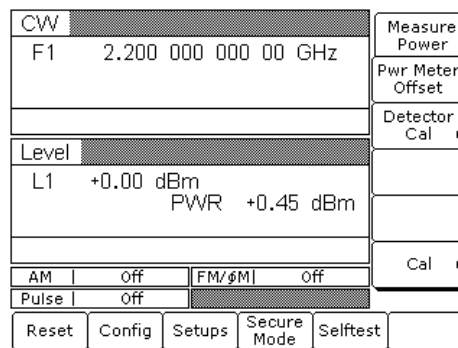 CW
F1 2.200 000 000 00 GHz
Level
L1 +0.00 dBm
PWR +0.45 dBm
AM | Off FM/ϕM| Off
Pulse | Off
Reset Config Setups Secure Mode Selftest
Measure
Power
Pwr Meter
Offset
Detector
Cal
Cal